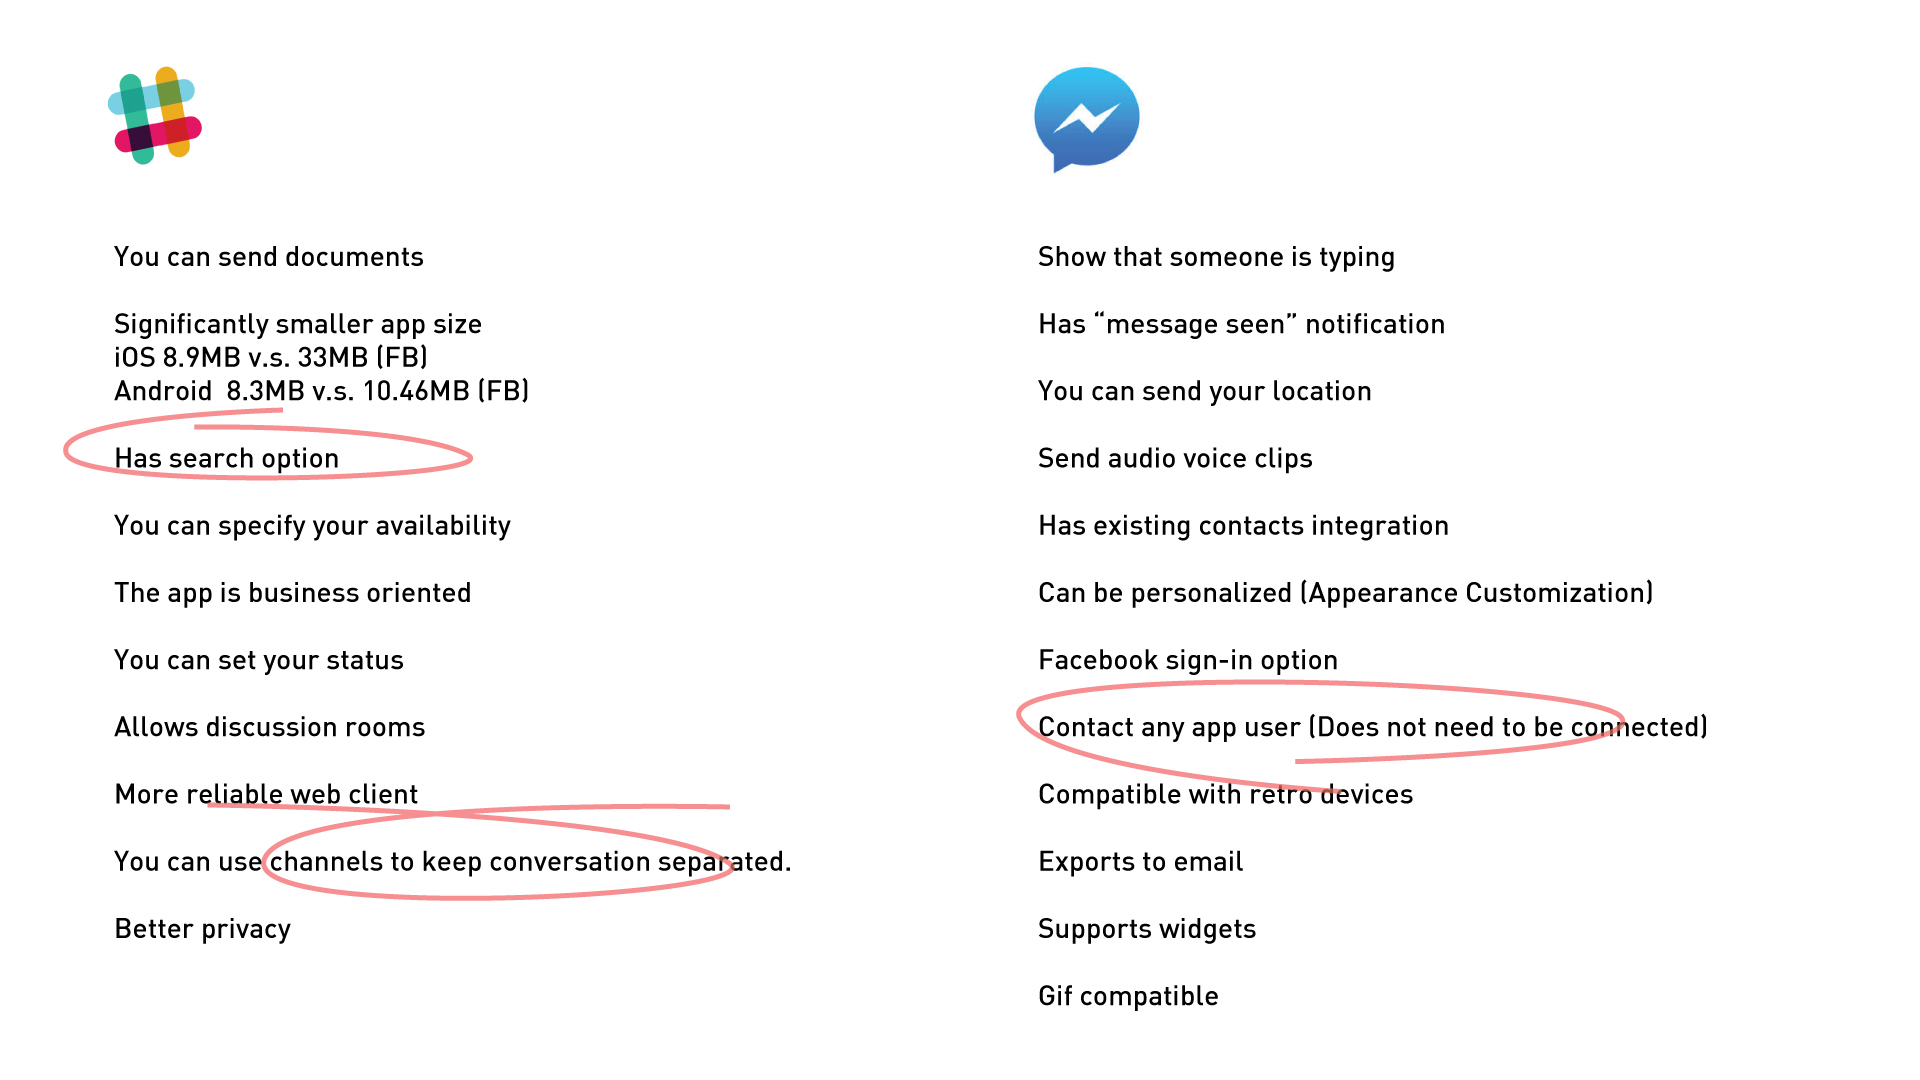 You can send documents
Significantly smaller app size
iOS 8.9MB v.s. 33MB (FB)
Android  8.3MB v.s. 10.46MB (FB)
Has search option
You can specify your availability
The app is business oriented
You can set your status
Allows discussion rooms
More reliable web client
You can use channels to keep conversation separated.
Better privacy
Show that someone is typing
Has “message seen” notification
You can send your location
Send audio voice clips
Has existing contacts integration
Can be personalized (Appearance Customization)
Facebook sign-in option
Contact any app user (Does not need to be connected)
Compatible with retro devices
Exports to email
Supports widgets
Gif compatible